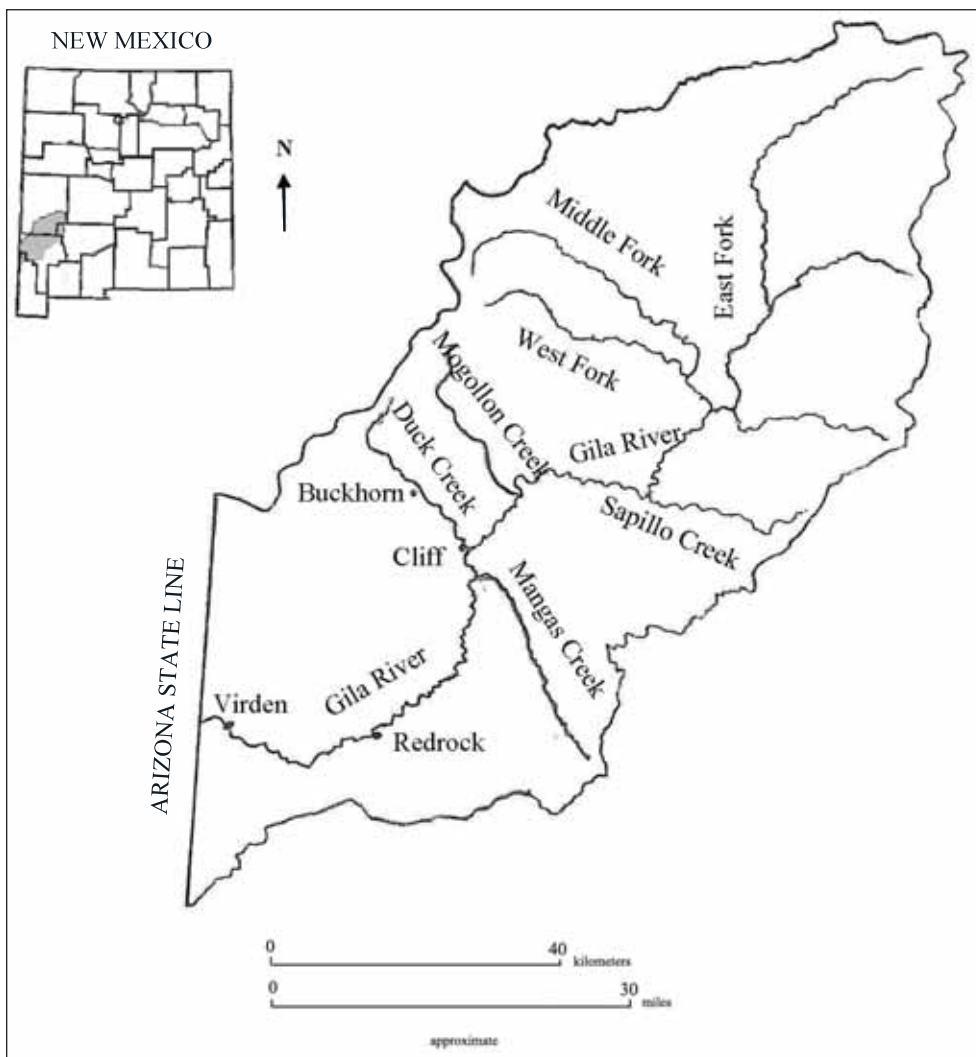 NEW MEXICO
N
Middle Fork
East Fork
West Fork
Mogollon Creek
Duck Creek
Gila River
Buckhorn
Sapillo Creek
Cliff
Mangas Creek
ARIZONA STATE LINE
Gila River
Virden
Redrock
0 40 kilometers
0 30 miles
approximate